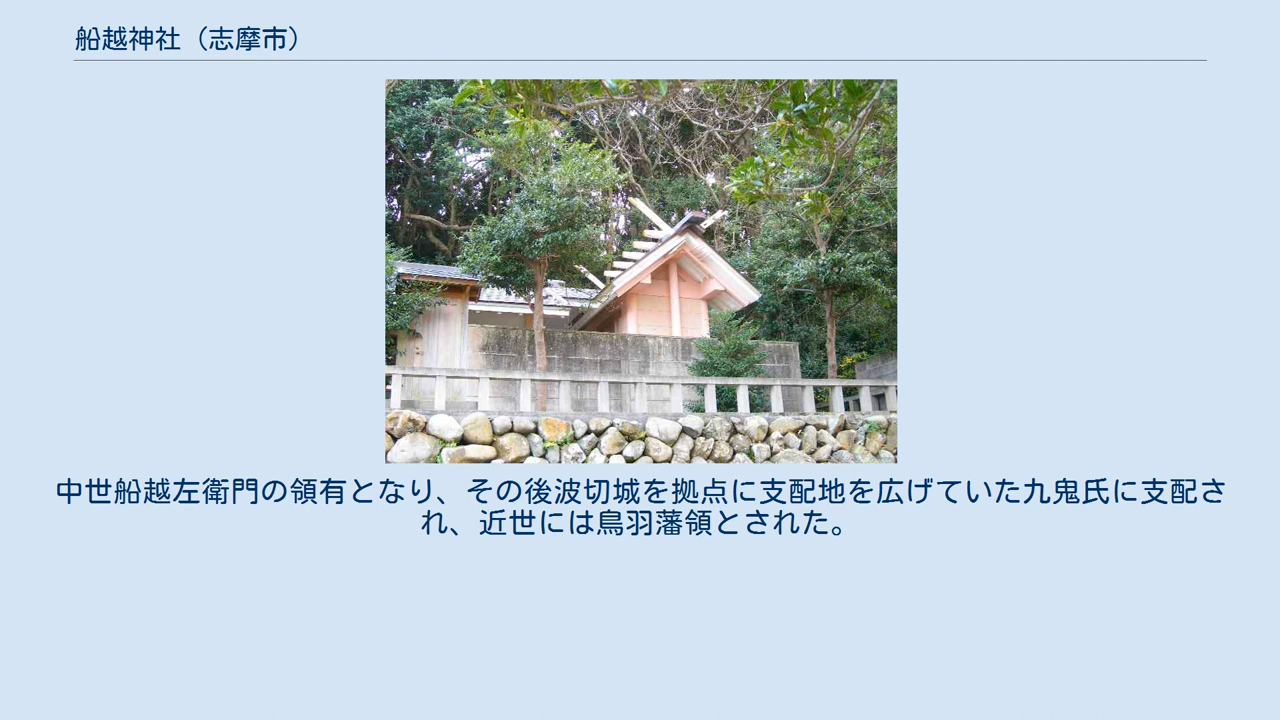 船越神社（志摩市）
中世船越左衛門の領有となり、その後波切城を拠点に支配地を広げていた九鬼氏に支配さ
れ、近世には鳥羽藩領とされた。